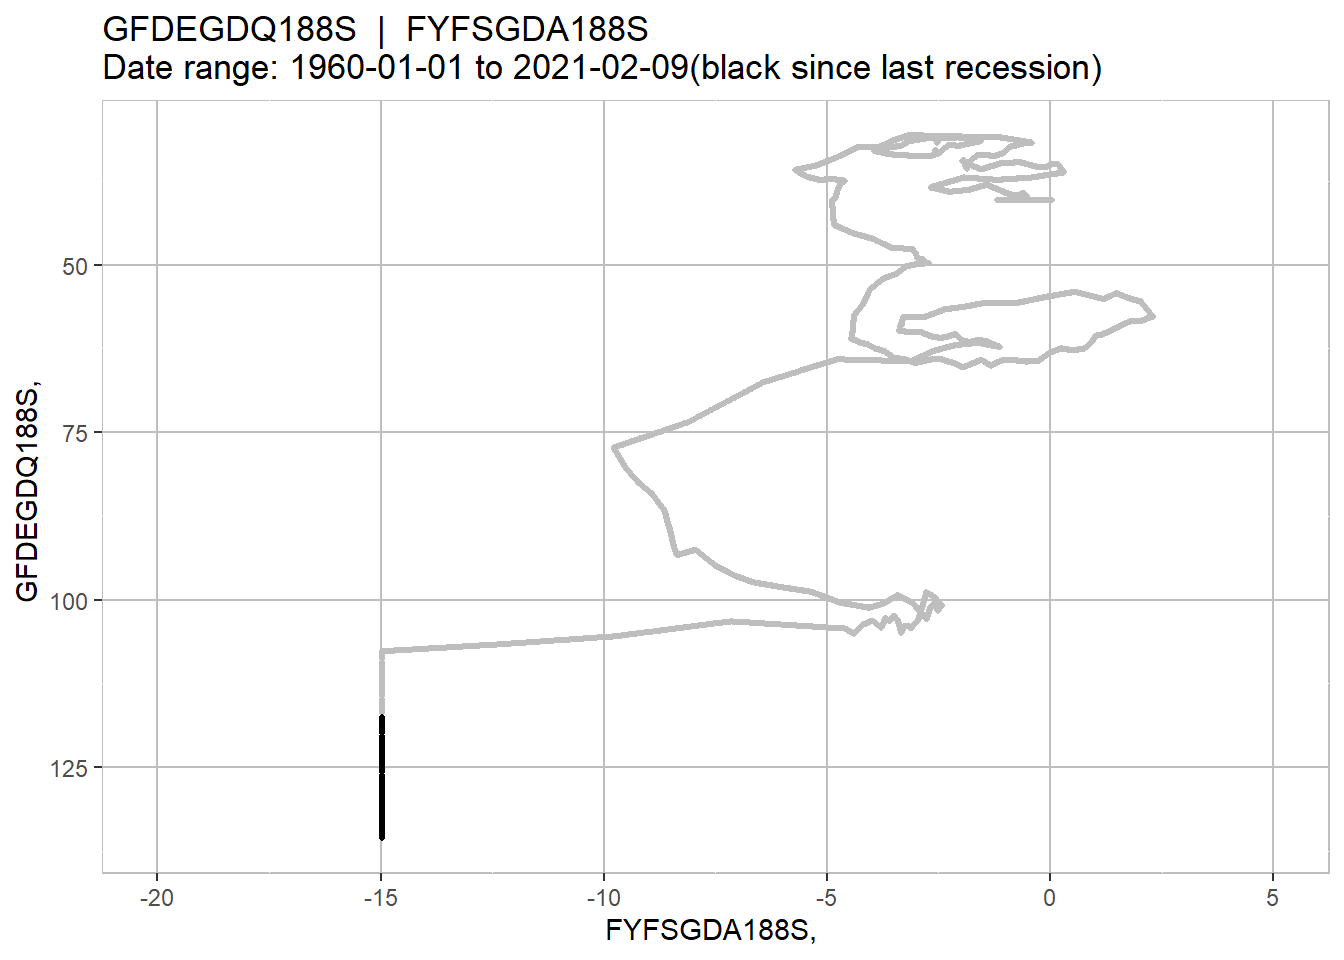 GFDEGDQ188S | FYFSGDA188S
Date range: 1960-01-01 to 2021-02-09(black since last recession)
GFDEGDQ188S,
50
75
100
125
-20 -15 -10 -5 0 5
FYFSGDA188S,